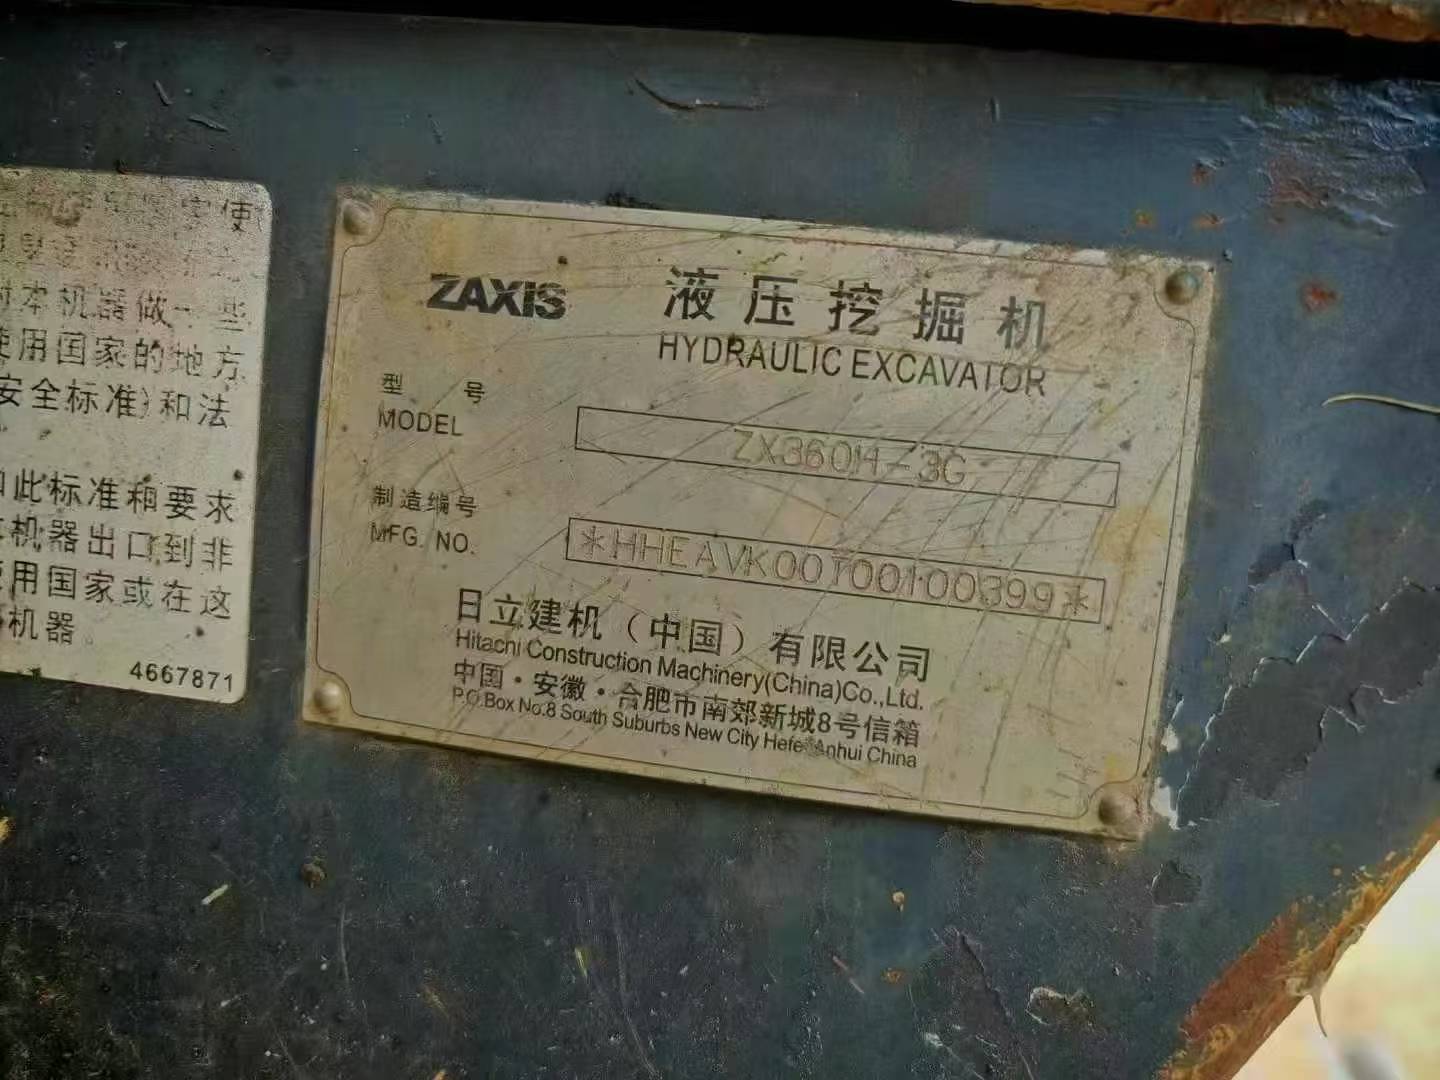 使
对本机器做一些
使用国家的地方
安全标准)和法
如此标准和要求
本机器出口到非
使用国家或在这
机器
4667871
ZAXIS 液压挖掘机
HYDRAULIC EXCAVATOR
型号
MODEL ZX360H-3G
制造编号
MFG. NO. *HHEAVK00T00100399*
日立建机（中国）有限公司
Hitachi Construction Machinery(China)Co.,Ltd.
中国·安徽·合肥市南郊新城8号信箱
P.O.Box No.8 South Suburbs New City Hefei Anhui China